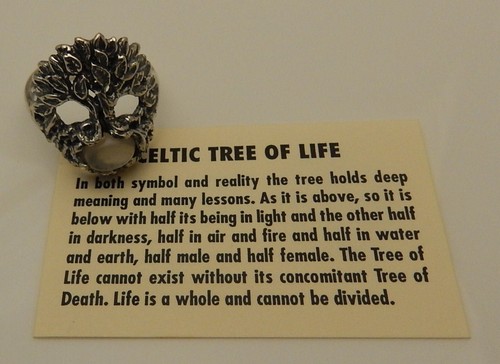 CELTIC TREE OF LIFE
In both symbol and reality the tree holds deep
meaning and many lessons. As it is above, so it is
below with half its being in light and the other half
in darkness, half in air and fire and half in water
and earth, half male and half female. The Tree of
Life cannot exist without its concomitant Tree of
Death. Life is a whole and cannot be divided.